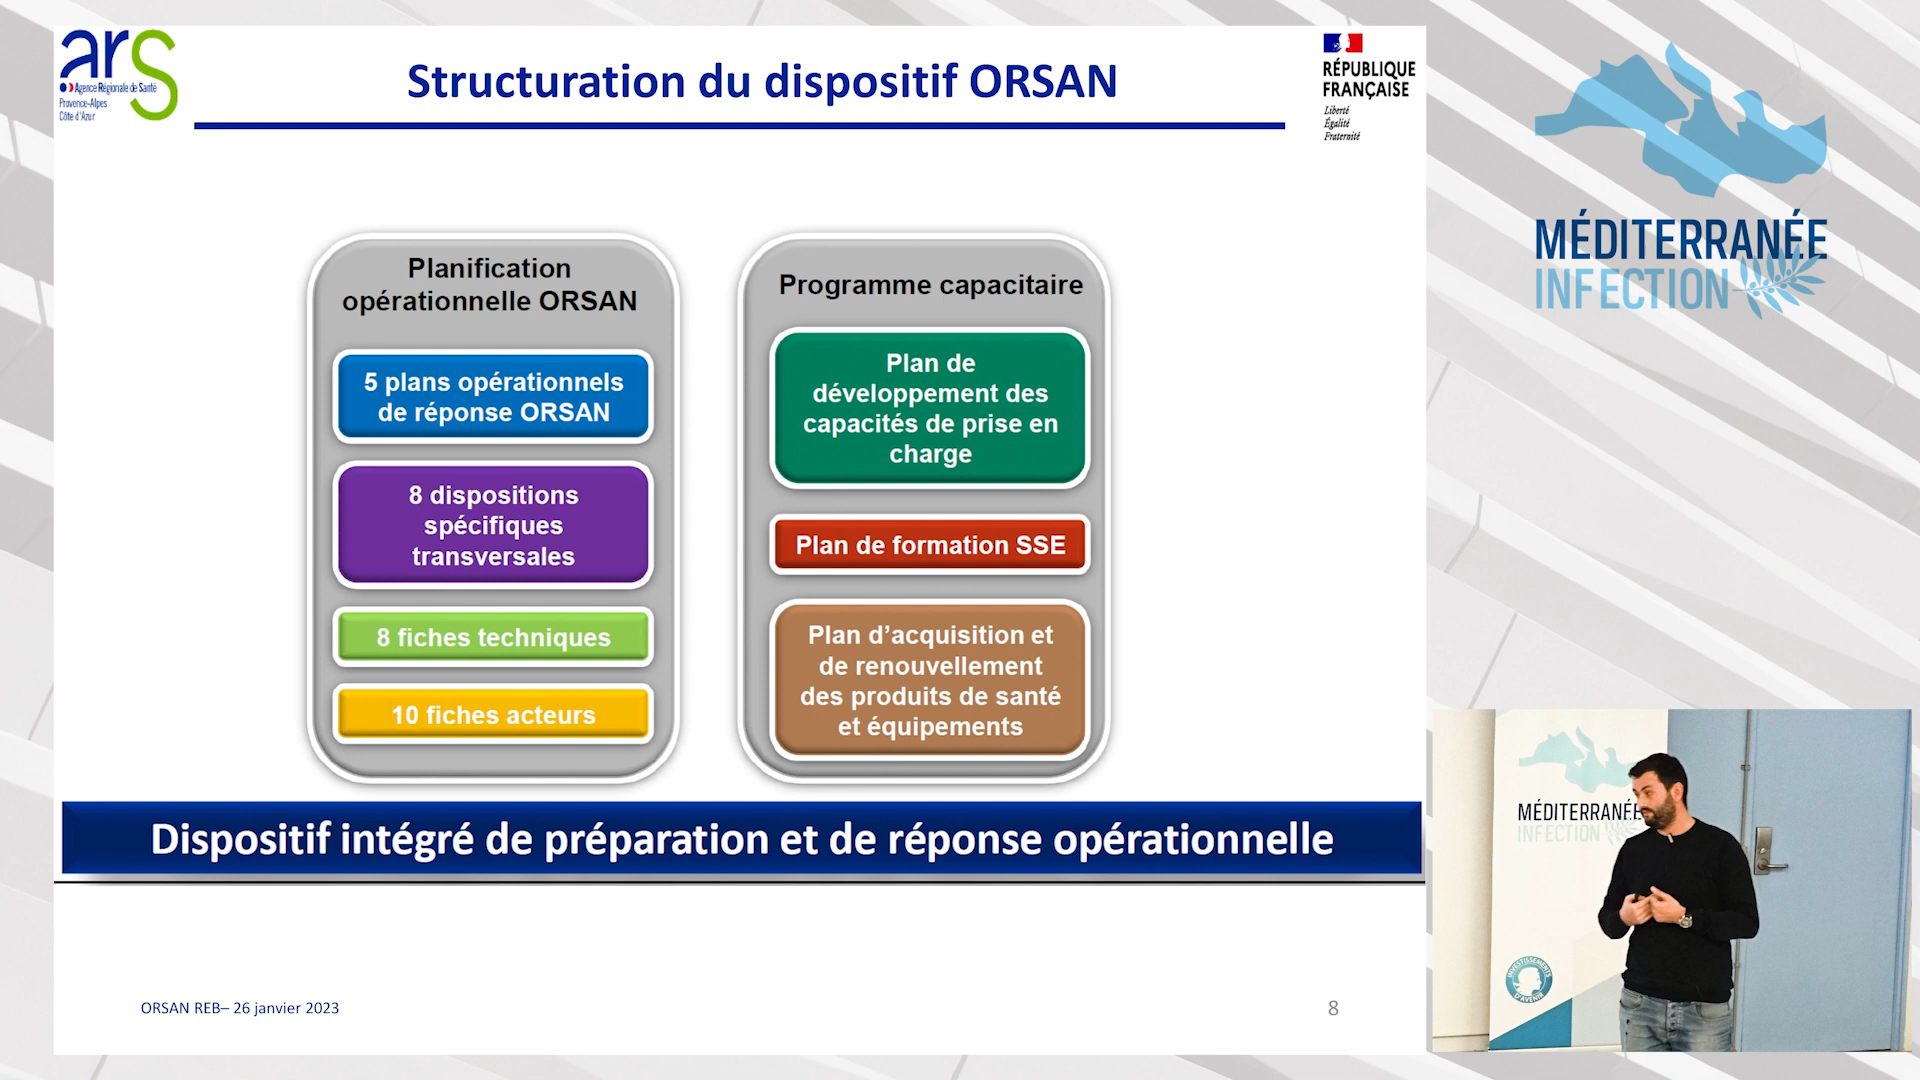 ars
Agence Régionale de Santé
Provence-Alpes
Côte d'Azur
Structuration du dispositif ORSAN
RÉPUBLIQUE
FRANÇAISE
Liberté
Égalité
Fraternité
Planification
opérationnelle ORSAN
5 plans opérationnels
de réponse ORSAN
8 dispositions
spécifiques
transversales
8 fiches techniques
10 fiches acteurs
Programme capacitaire
Plan de
développement des
capacités de prise en
charge
Plan de formation SSE
Plan d’acquisition et
de renouvellement
des produits de santé
et équipements
Dispositif intégré de préparation et de réponse opérationnelle
ORSAN REB– 26 janvier 2023
8
MÉDITERRANÉE
INFECTION
MÉDITERRANÉE
INFECTION
INVESTISSEMENTS
D'AVENIR